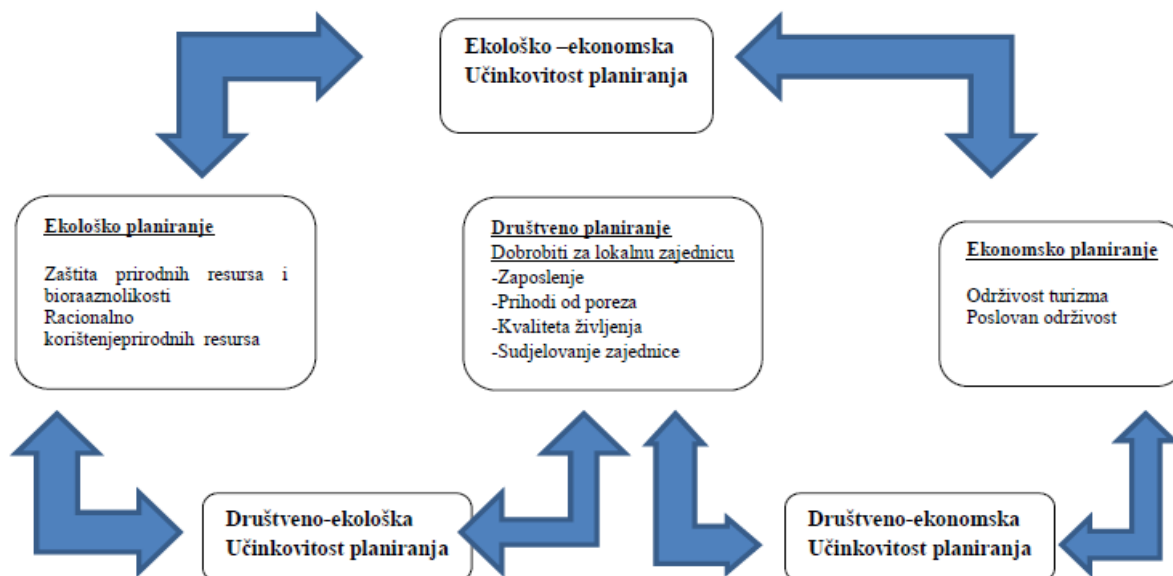 Ekološko –ekonomska
Učinkovitost planiranja
Ekološko planiranje
Zaštita prirodnih resursa i
bioraaznolikosti
Racionalno
korištenjeprirodnih resursa
Društveno planiranje
Dobrobiti za lokalnu zajednicu
-Zaposlenje
-Prihodi od poreza
-Kvaliteta življenja
-Sudjelovanje zajednice
Ekonomsko planiranje
Održivost turizma
Poslovan održivost
Društveno-ekološka
Učinkovitost planiranja
Društveno-ekonomska
Učinkovitost planiranja